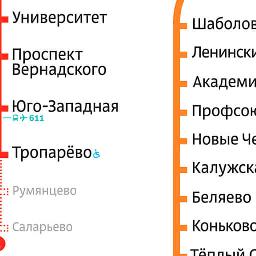 Университет
Проспект
Вернадского
Юго-Западная
611
Тропарёво
Румянцево
Саларьево
Шаболов
Ленински
Академи
Профсою
Новые Че
Калужска
Беляево
Коньково
Тёплый С